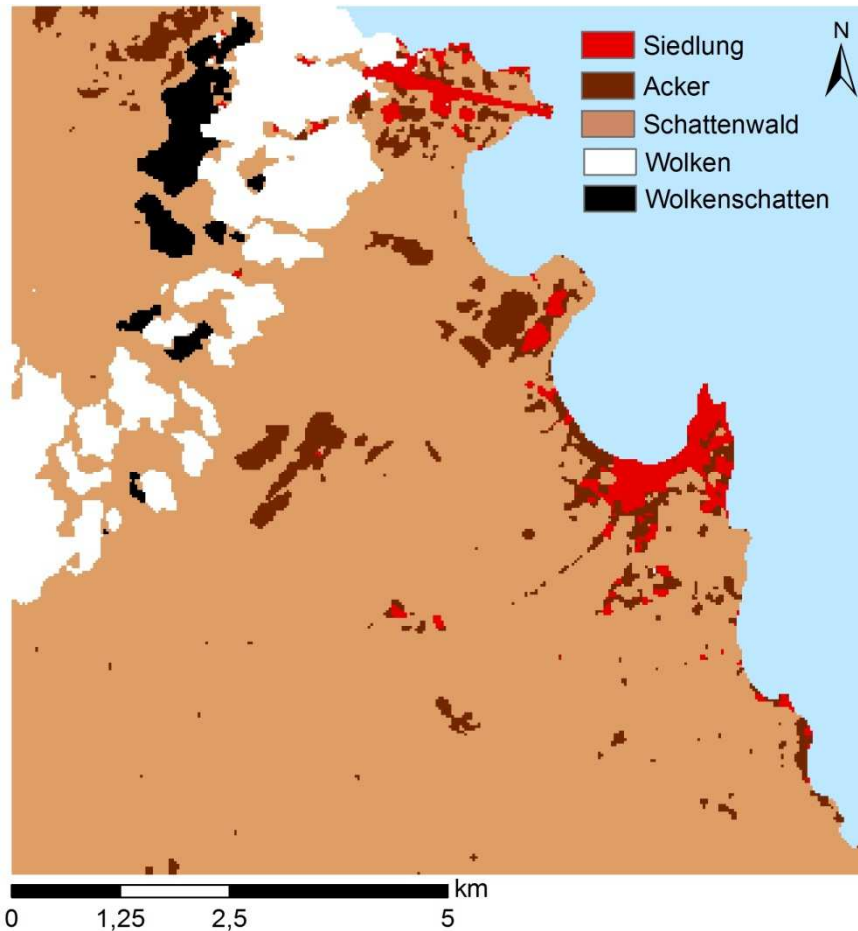 N
Siedlung
Acker
Schattenwald
Wolken
Wolkenschatten
km
0 1,25 2,5 5